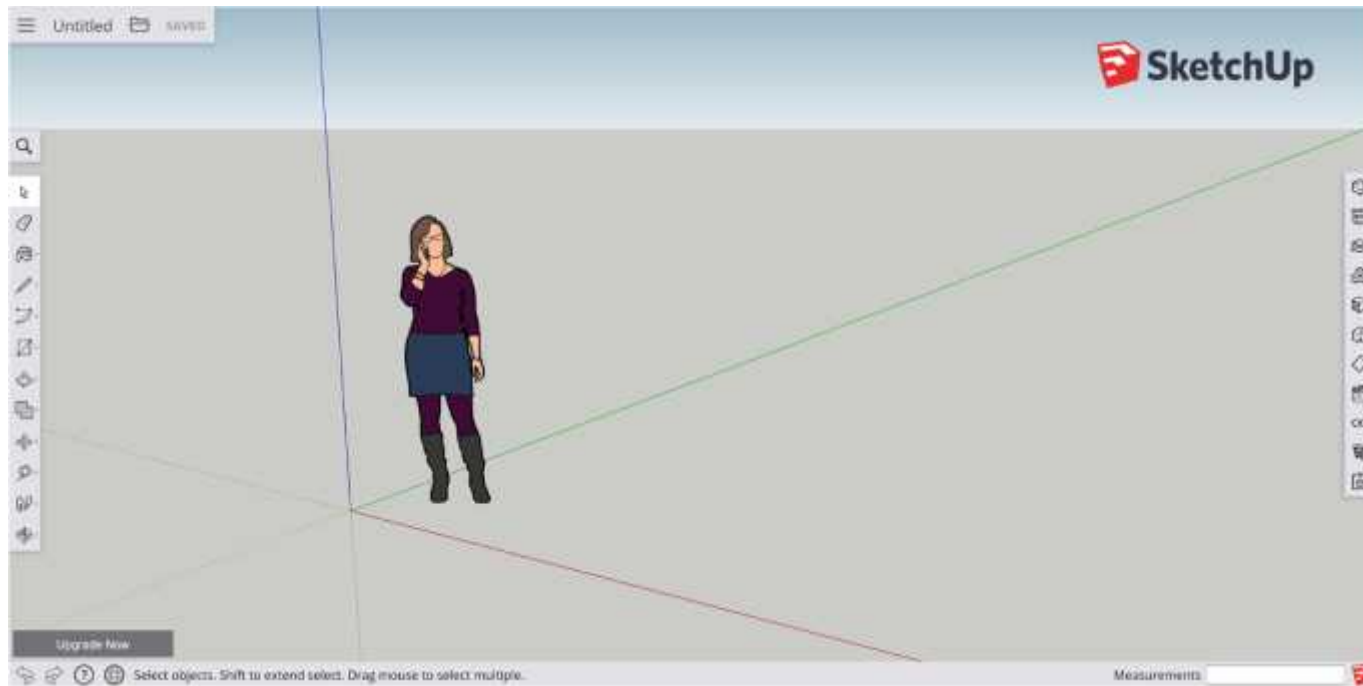 Untitled SAVED
SketchUp
Upgrade Now
Select objects. Shift to extend select. Drag mouse to select multiple.
Measurements